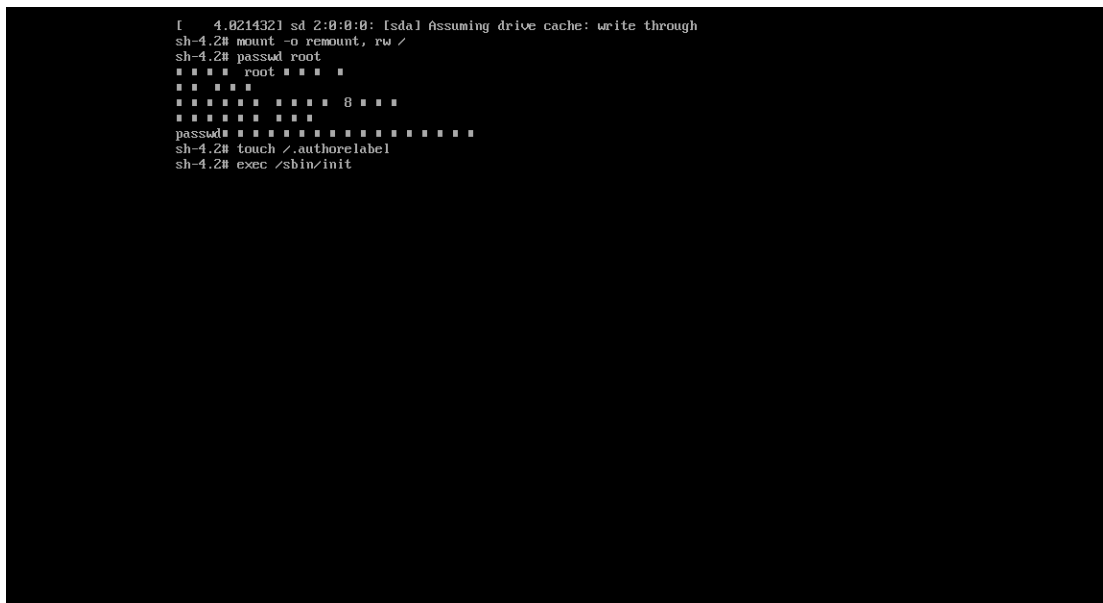 [    4.021432] sd 2:0:0:0: [sda] Assuming drive cache: write through
sh-4.2# mount -o remount, rw /
sh-4.2# passwd root
∎ ∎ ∎ ∎  root ∎ ∎ ∎  ∎
∎ ∎  ∎ ∎ ∎
∎ ∎ ∎ ∎ ∎ ∎  ∎ ∎ ∎ ∎  8 ∎ ∎ ∎
∎ ∎ ∎ ∎ ∎ ∎  ∎ ∎ ∎
passwd∎ ∎ ∎ ∎ ∎ ∎ ∎ ∎ ∎ ∎ ∎ ∎ ∎ ∎ ∎ ∎ ∎
sh-4.2# touch /.authorelabel
sh-4.2# exec /sbin/init